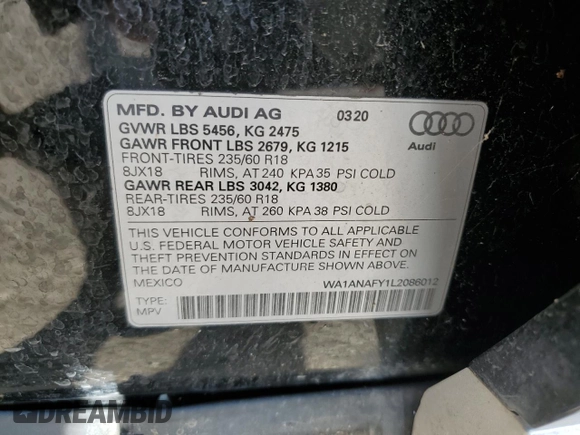 MFD. BY AUDI AG 0320
GVWR LBS 5456, KG 2475
GAWR FRONT LBS 2679, KG 1215
FRONT-TIRES 235/60 R18
8JX18 RIMS, AT 240 KPA 35 PSI COLD
GAWR REAR LBS 3042, KG 1380
REAR-TIRES 235/60 R18
8JX18 RIMS, AT 260 KPA 38 PSI COLD
Audi
THIS VEHICLE CONFORMS TO ALL APPLICABLE
U.S. FEDERAL MOTOR VEHICLE SAFETY AND
THEFT PREVENTION STANDARDS IN EFFECT ON
THE DATE OF MANUFACTURE SHOWN ABOVE.
MEXICO WA1ANAFY1L2086012
TYPE:
MPV
DREAMBID